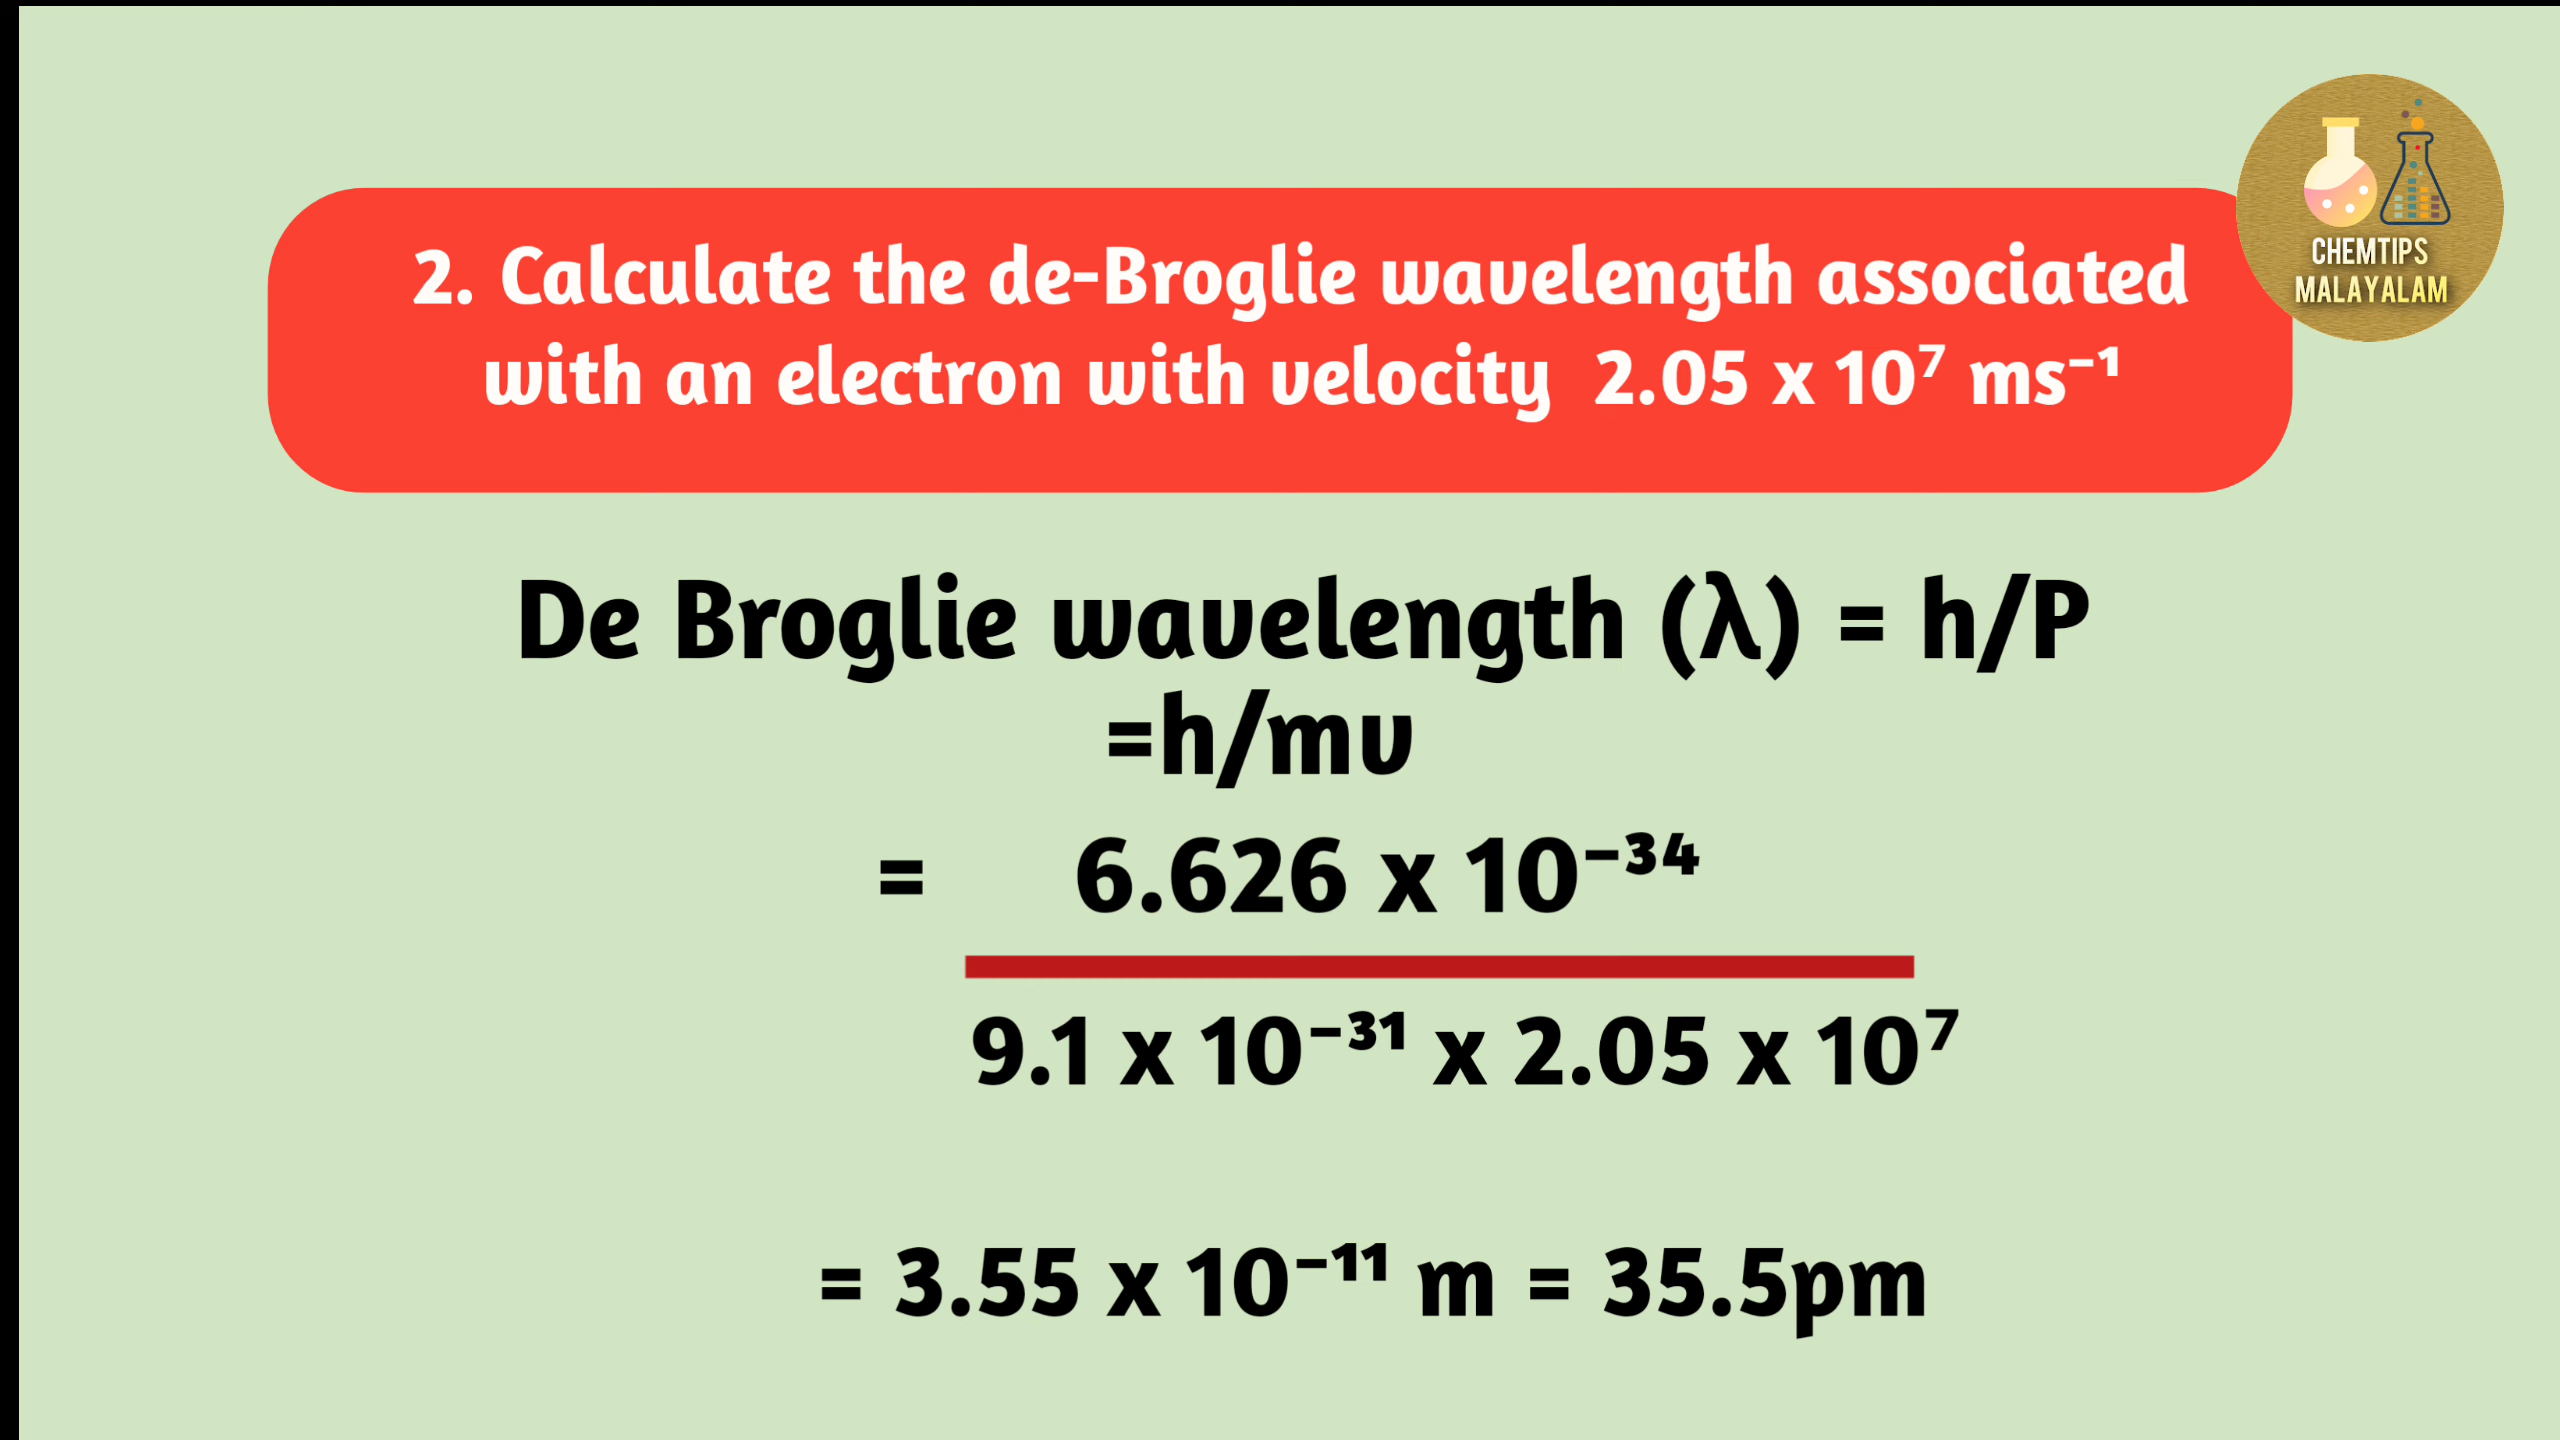 2. Calculate the de-Broglie wavelength associated
with an electron with velocity 2.05 x 10⁷ ms⁻¹
CHEMTIPS
MALAYALAM
De Broglie wavelength (λ) = h/P
=h/mv
= 6.626 x 10⁻³⁴
9.1 x 10⁻³¹ x 2.05 x 10⁷
= 3.55 x 10⁻¹¹ m = 35.5pm